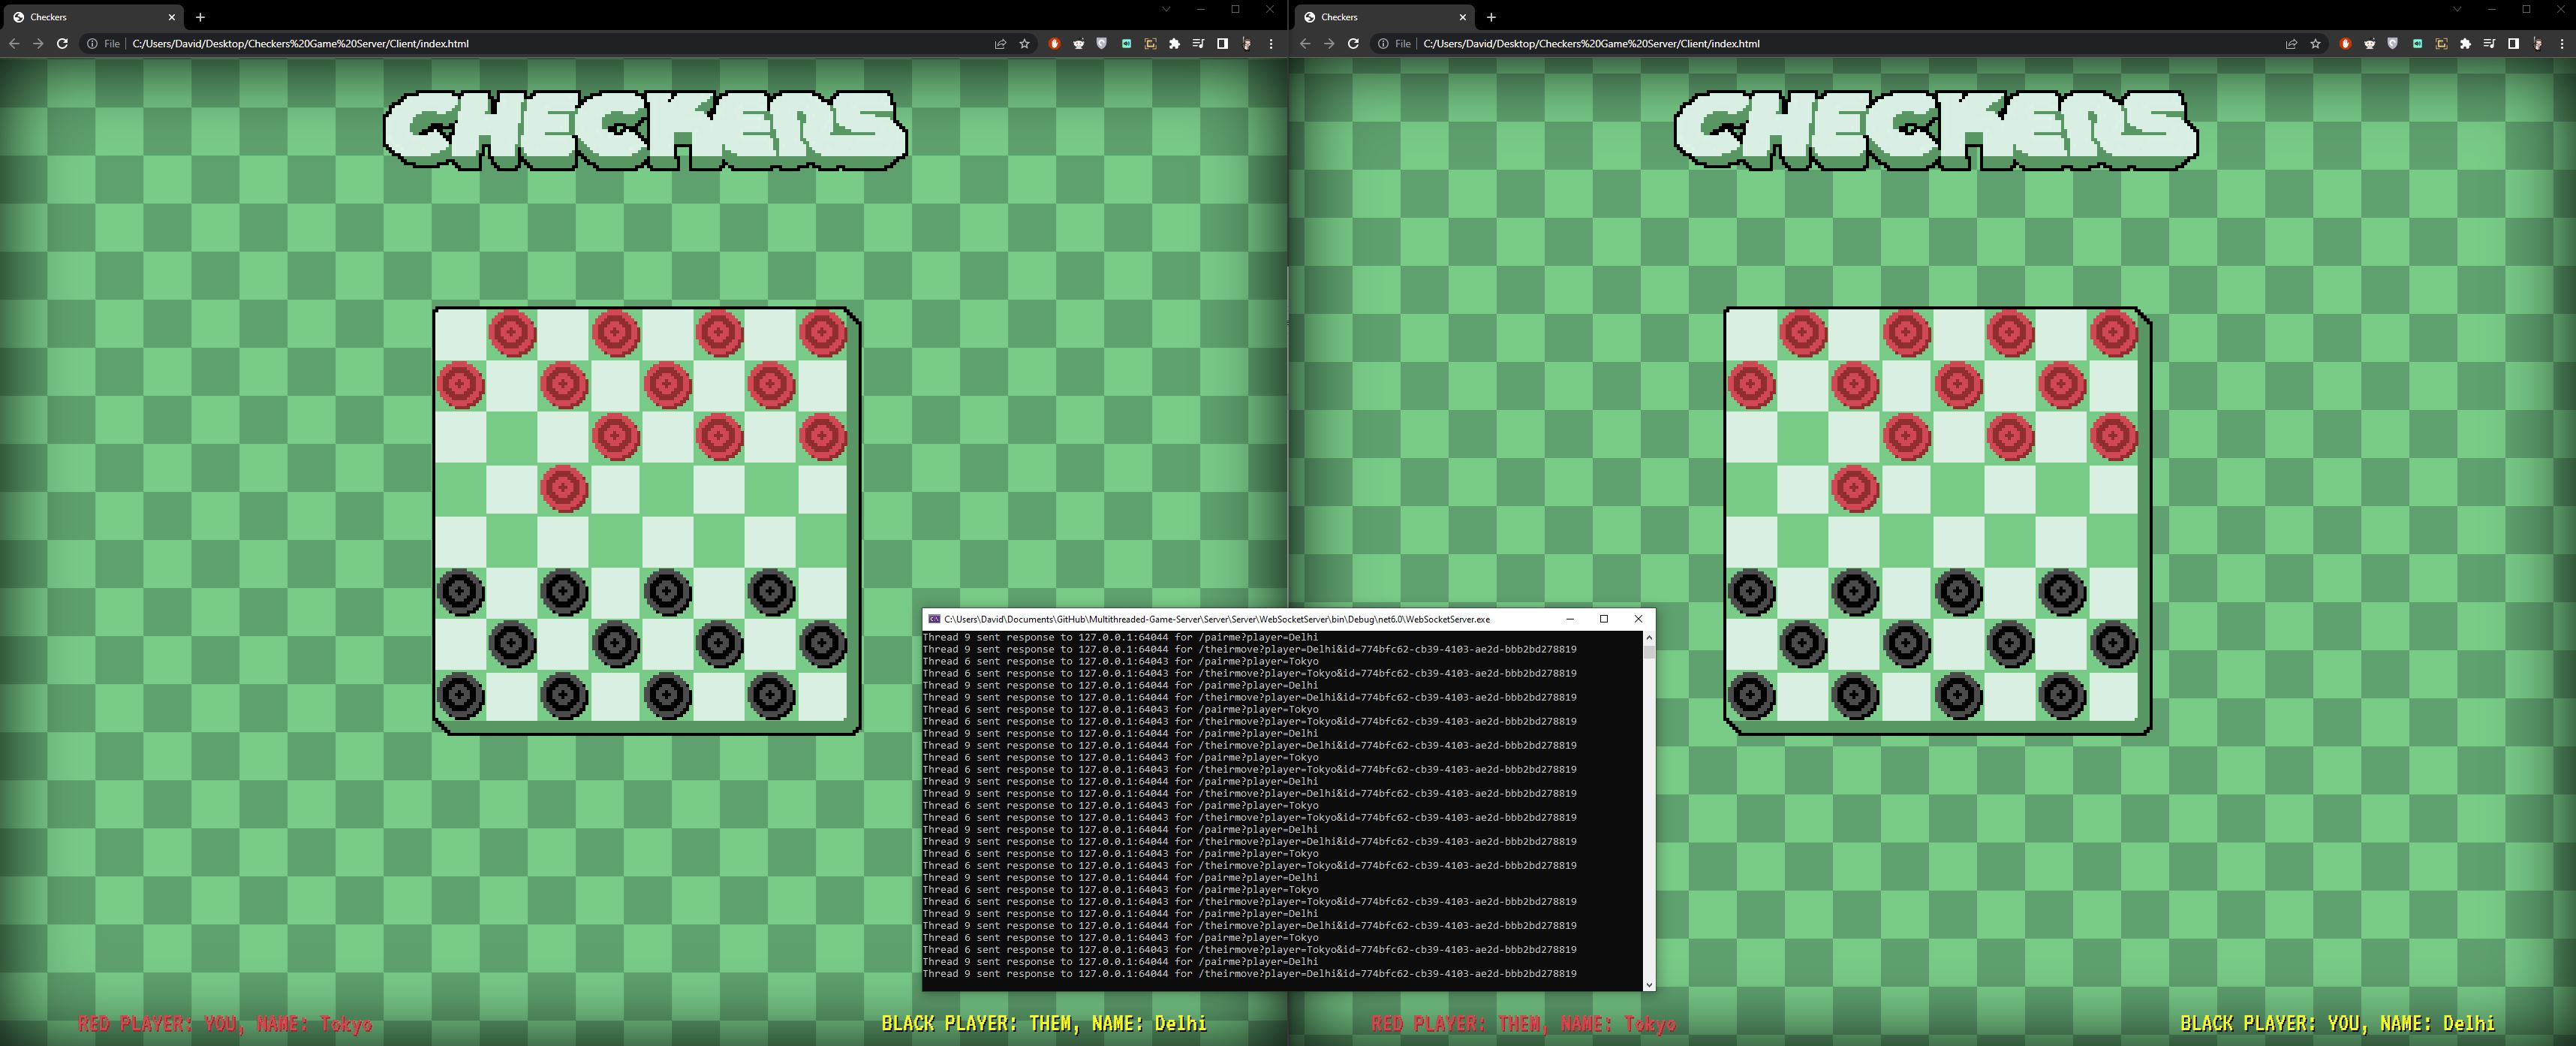 Checkers
File C:/Users/David/Desktop/Checkers%20Game%20Server/Client/index.html
CHECKERS
RED PLAYER: YOU, NAME: Tokyo
BLACK PLAYER: THEM, NAME: Delhi
Checkers
File C:/Users/David/Desktop/Checkers%20Game%20Server/Client/index.html
CHECKERS
RED PLAYER: THEM, NAME: Tokyo
BLACK PLAYER: YOU, NAME: Delhi
C:\Users\David\Documents\GitHub\Multithreaded-Game-Server\Server\Server\WebSocketServer\bin\Debug\net6.0\WebSocketServer.exe
Thread 9 sent response to 127.0.0.1:64044 for /pairme?player=Delhi
Thread 9 sent response to 127.0.0.1:64044 for /theirmove?player=Delhi&id=774bfc62-cb39-4103-ae2d-bbb2bd278819
Thread 6 sent response to 127.0.0.1:64043 for /pairme?player=Tokyo
Thread 6 sent response to 127.0.0.1:64043 for /theirmove?player=Tokyo&id=774bfc62-cb39-4103-ae2d-bbb2bd278819
Thread 9 sent response to 127.0.0.1:64044 for /pairme?player=Delhi
Thread 9 sent response to 127.0.0.1:64044 for /theirmove?player=Delhi&id=774bfc62-cb39-4103-ae2d-bbb2bd278819
Thread 6 sent response to 127.0.0.1:64043 for /pairme?player=Tokyo
Thread 6 sent response to 127.0.0.1:64043 for /theirmove?player=Tokyo&id=774bfc62-cb39-4103-ae2d-bbb2bd278819
Thread 9 sent response to 127.0.0.1:64044 for /pairme?player=Delhi
Thread 9 sent response to 127.0.0.1:64044 for /theirmove?player=Delhi&id=774bfc62-cb39-4103-ae2d-bbb2bd278819
Thread 6 sent response to 127.0.0.1:64043 for /pairme?player=Tokyo
Thread 6 sent response to 127.0.0.1:64043 for /theirmove?player=Tokyo&id=774bfc62-cb39-4103-ae2d-bbb2bd278819
Thread 9 sent response to 127.0.0.1:64044 for /pairme?player=Delhi
Thread 9 sent response to 127.0.0.1:64044 for /theirmove?player=Delhi&id=774bfc62-cb39-4103-ae2d-bbb2bd278819
Thread 6 sent response to 127.0.0.1:64043 for /pairme?player=Tokyo
Thread 6 sent response to 127.0.0.1:64043 for /theirmove?player=Tokyo&id=774bfc62-cb39-4103-ae2d-bbb2bd278819
Thread 9 sent response to 127.0.0.1:64044 for /pairme?player=Delhi
Thread 9 sent response to 127.0.0.1:64044 for /theirmove?player=Delhi&id=774bfc62-cb39-4103-ae2d-bbb2bd278819
Thread 6 sent response to 127.0.0.1:64043 for /pairme?player=Tokyo
Thread 6 sent response to 127.0.0.1:64043 for /theirmove?player=Tokyo&id=774bfc62-cb39-4103-ae2d-bbb2bd278819
Thread 9 sent response to 127.0.0.1:64044 for /pairme?player=Delhi
Thread 6 sent response to 127.0.0.1:64043 for /pairme?player=Tokyo
Thread 6 sent response to 127.0.0.1:64043 for /theirmove?player=Tokyo&id=774bfc62-cb39-4103-ae2d-bbb2bd278819
Thread 9 sent response to 127.0.0.1:64044 for /pairme?player=Delhi
Thread 9 sent response to 127.0.0.1:64044 for /theirmove?player=Delhi&id=774bfc62-cb39-4103-ae2d-bbb2bd278819
Thread 6 sent response to 127.0.0.1:64043 for /pairme?player=Tokyo
Thread 6 sent response to 127.0.0.1:64043 for /theirmove?player=Tokyo&id=774bfc62-cb39-4103-ae2d-bbb2bd278819
Thread 9 sent response to 127.0.0.1:64044 for /pairme?player=Delhi
Thread 9 sent response to 127.0.0.1:64044 for /theirmove?player=Delhi&id=774bfc62-cb39-4103-ae2d-bbb2bd278819